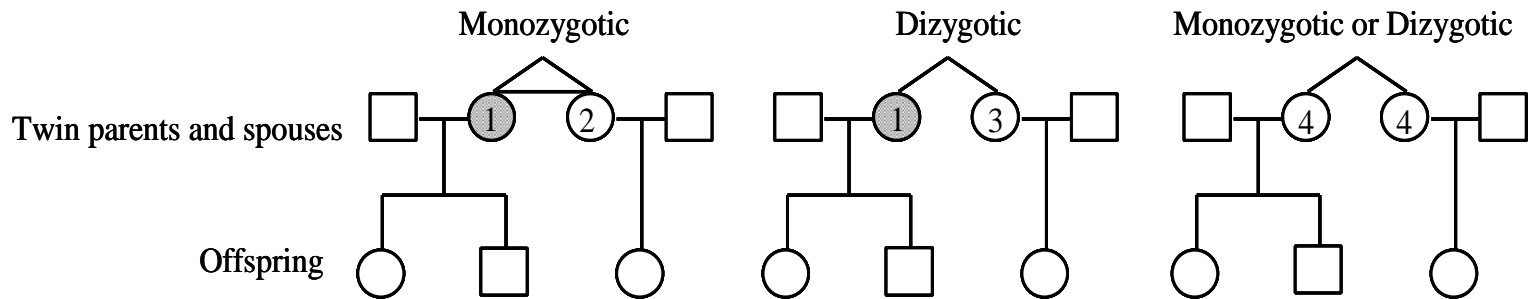 Monozygotic
Dizygotic
Monozygotic or Dizygotic
Twin parents and spouses
1
2
1
3
4
4
Offspring